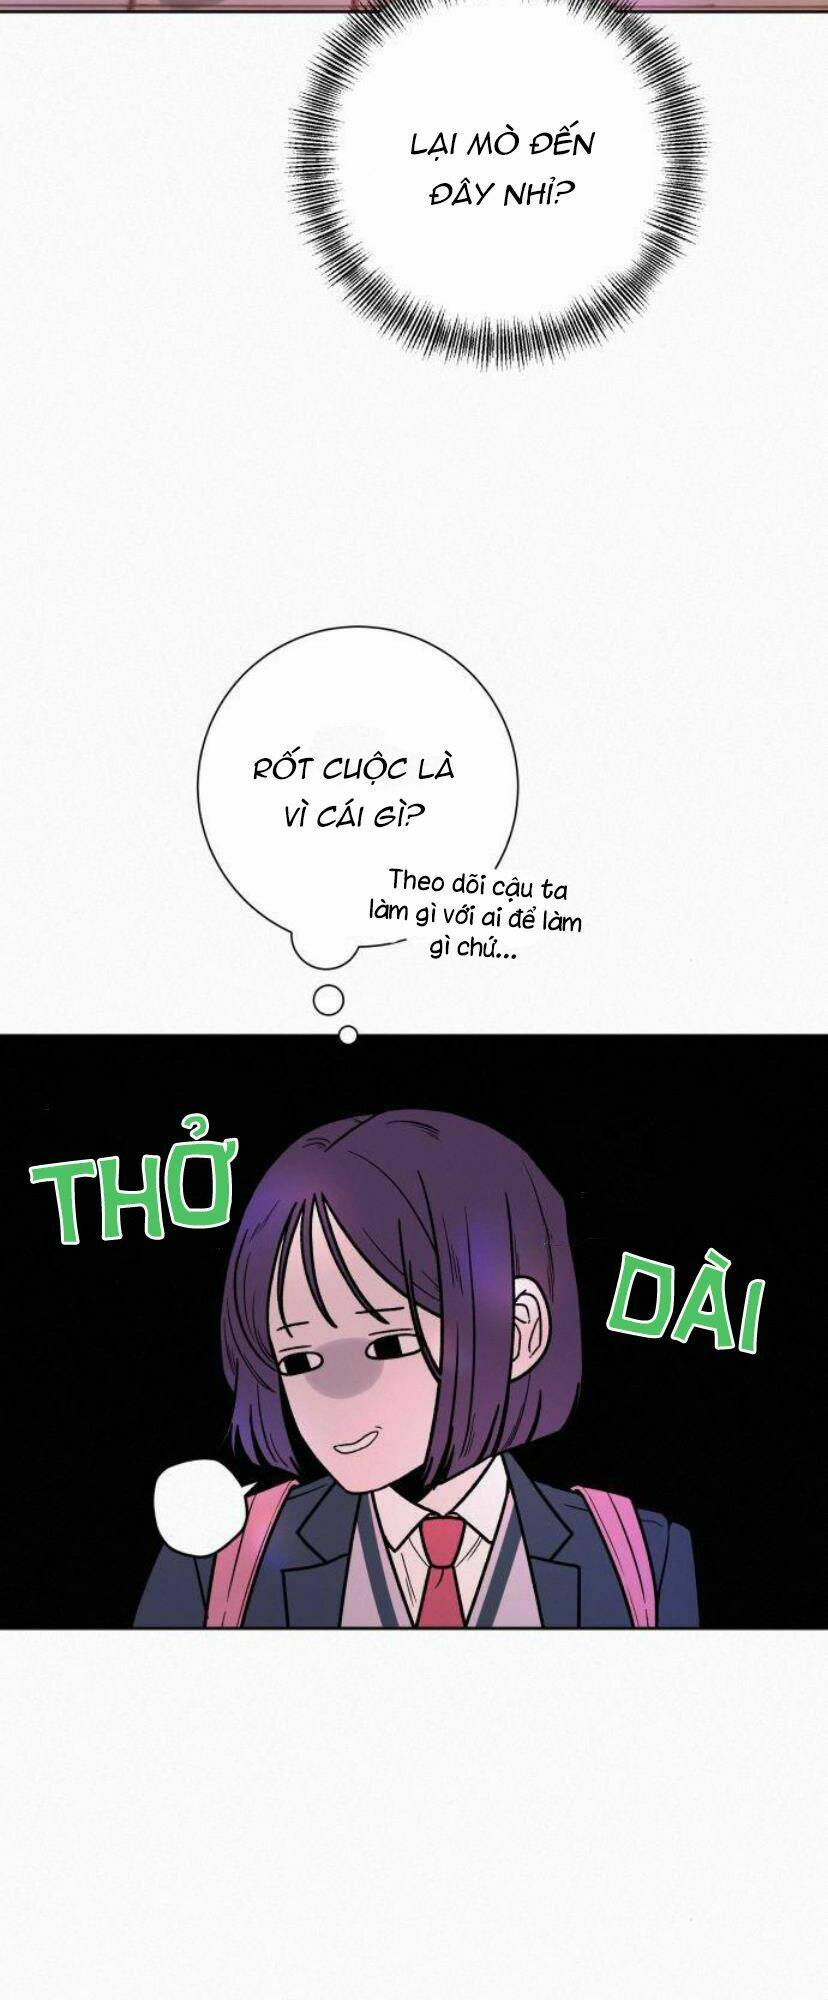 LẠI MÒ ĐẾN
ĐÂY NHỈ?
RỐT CUỘC LÀ
VÌ CÁI GÌ?
Theo dõi cậu ta
làm gì với ai để làm
gì chứ...
THỞ
DÀI